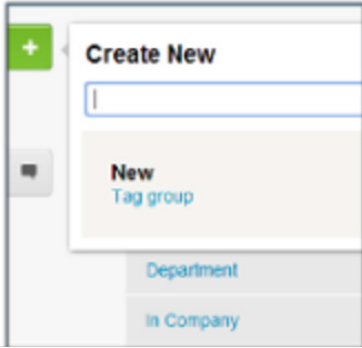 Create New
New
Tag group
Department
In Company